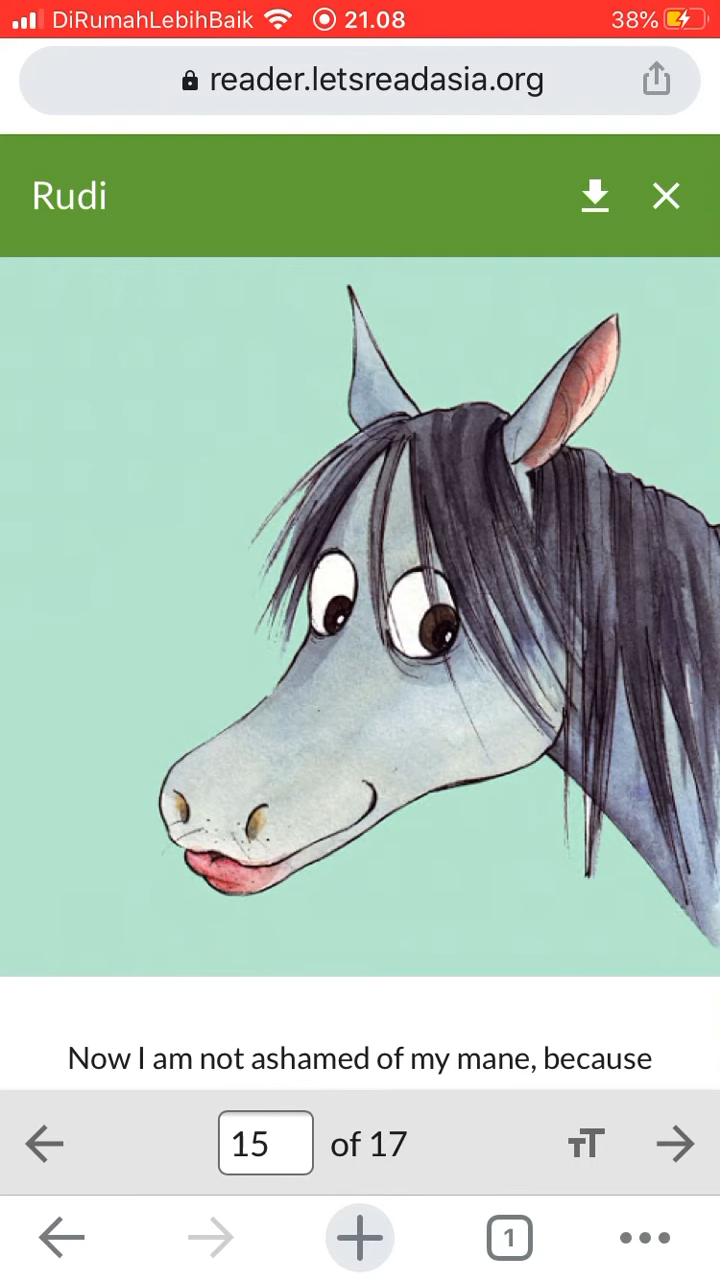 DiRumahLebihBaik 21.08 38%
reader.letsreadasia.org
Rudi
Now I am not ashamed of my mane, because
15 of 17 TT
1